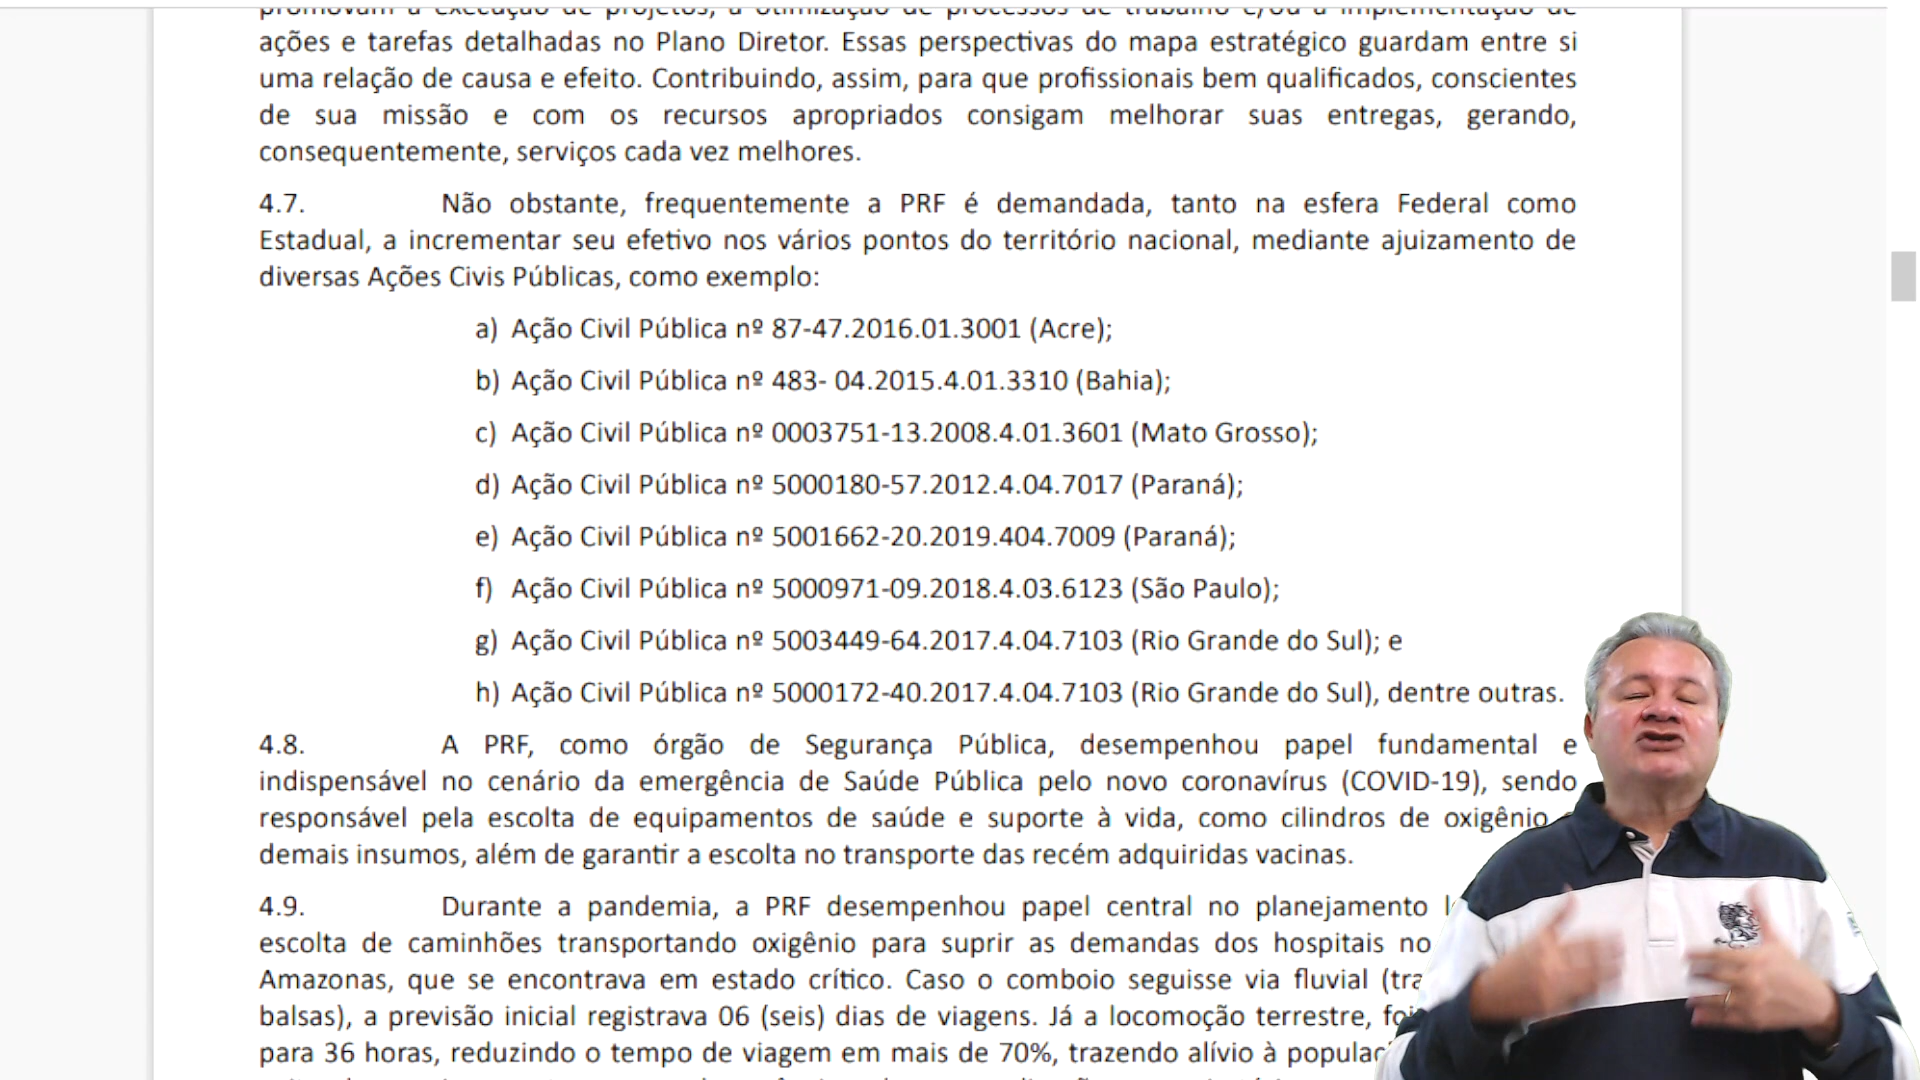 promovam a execução de projetos, a otimização de processos de trabalho e/ou a implementação de
ações e tarefas detalhadas no Plano Diretor. Essas perspectivas do mapa estratégico guardam entre si
uma relação de causa e efeito. Contribuindo, assim, para que profissionais bem qualificados, conscientes
de sua missão e com os recursos apropriados consigam melhorar suas entregas, gerando,
consequentemente, serviços cada vez melhores.
4.7. Não obstante, frequentemente a PRF é demandada, tanto na esfera Federal como
Estadual, a incrementar seu efetivo nos vários pontos do território nacional, mediante ajuizamento de
diversas Ações Civis Públicas, como exemplo:
a) Ação Civil Pública nº 87-47.2016.01.3001 (Acre);
b) Ação Civil Pública nº 483- 04.2015.4.01.3310 (Bahia);
c) Ação Civil Pública nº 0003751-13.2008.4.01.3601 (Mato Grosso);
d) Ação Civil Pública nº 5000180-57.2012.4.04.7017 (Paraná);
e) Ação Civil Pública nº 5001662-20.2019.404.7009 (Paraná);
f) Ação Civil Pública nº 5000971-09.2018.4.03.6123 (São Paulo);
g) Ação Civil Pública nº 5003449-64.2017.4.04.7103 (Rio Grande do Sul); e
h) Ação Civil Pública nº 5000172-40.2017.4.04.7103 (Rio Grande do Sul), dentre outras.
4.8. A PRF, como órgão de Segurança Pública, desempenhou papel fundamental e
indispensável no cenário da emergência de Saúde Pública pelo novo coronavírus (COVID-19), sendo
responsável pela escolta de equipamentos de saúde e suporte à vida, como cilindros de oxigênio
demais insumos, além de garantir a escolta no transporte das recém adquiridas vacinas.
4.9. Durante a pandemia, a PRF desempenhou papel central no planejamento
escolta de caminhões transportando oxigênio para suprir as demandas dos hospitais no
Amazonas, que se encontrava em estado crítico. Caso o comboio seguisse via fluvial
balsas), a previsão inicial registrava 06 (seis) dias de viagens. Já a locomoção terrestre,
para 36 horas, reduzindo o tempo de viagem em mais de 70%, trazendo alívio à